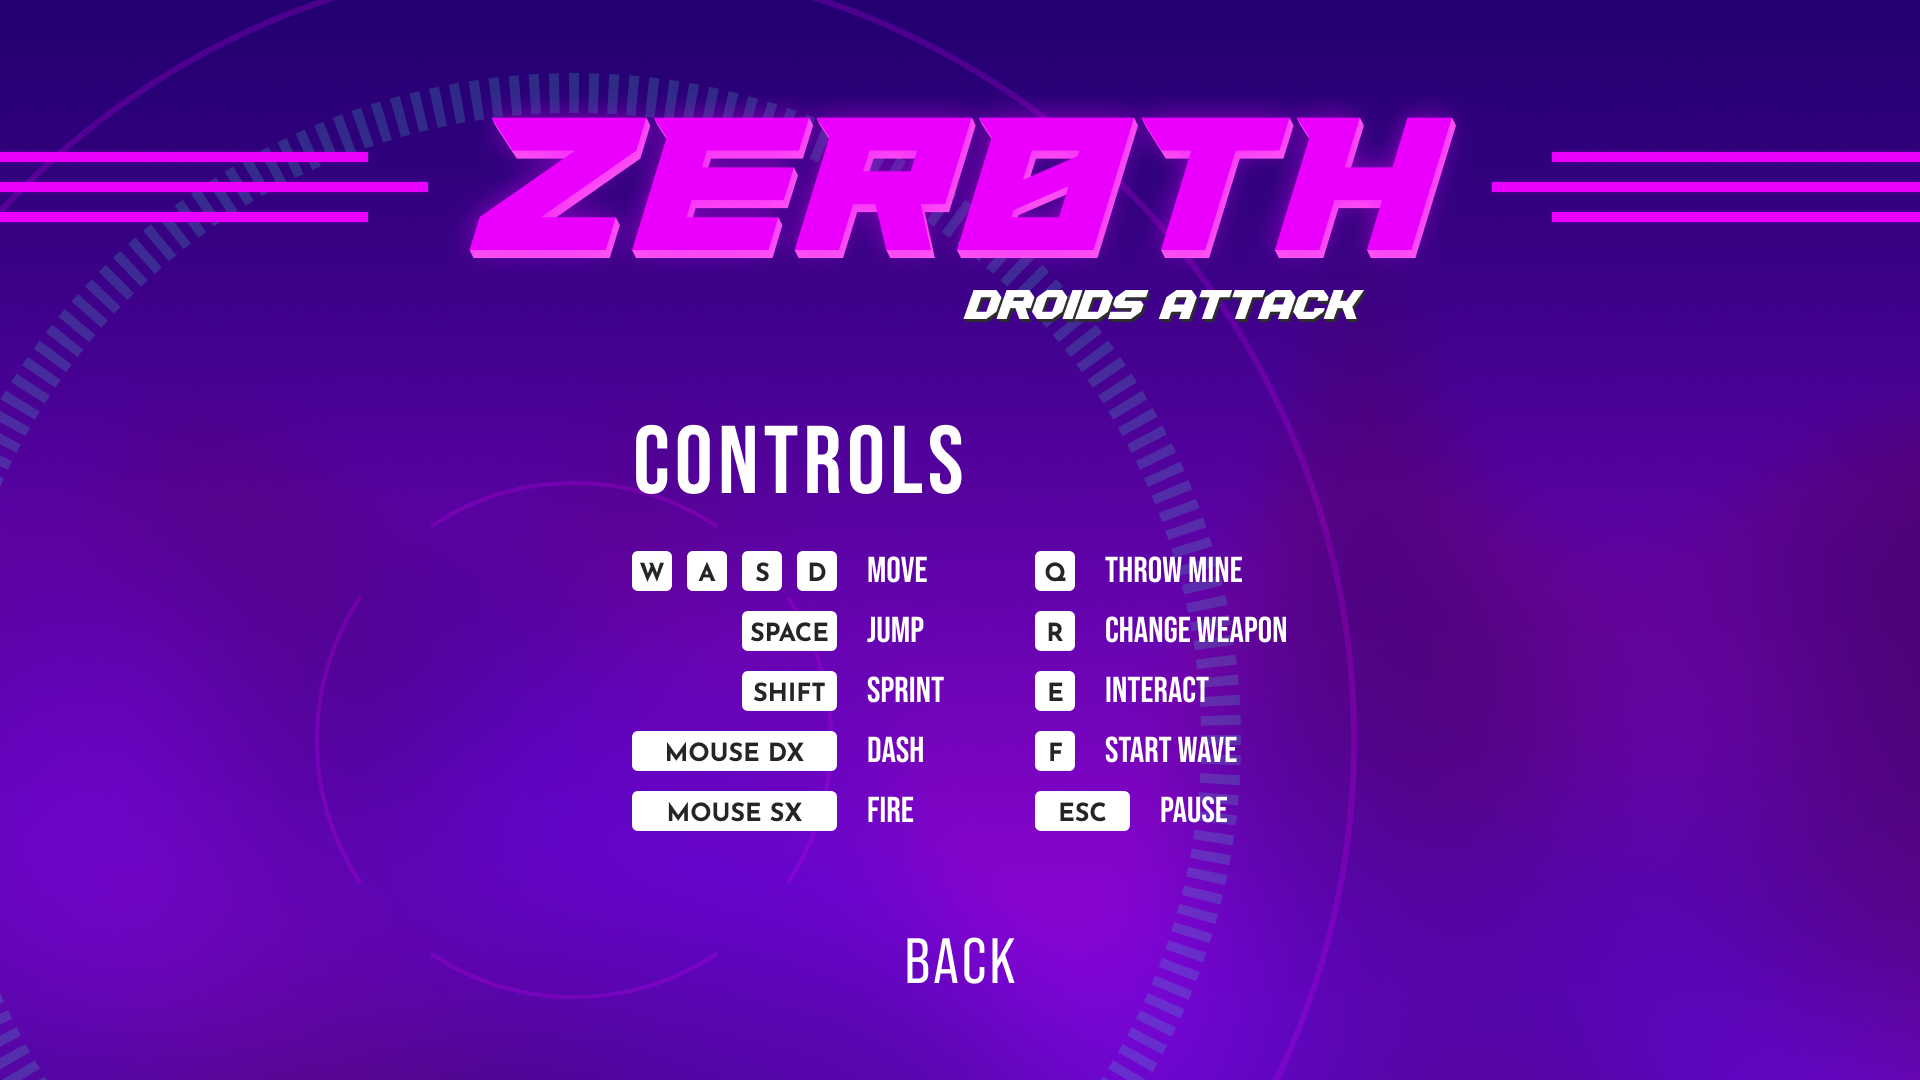 ZERØTH
DROIDS ATTACK
CONTROLS
W A S D MOVE
SPACE JUMP
SHIFT SPRINT
MOUSE DX DASH
MOUSE SX FIRE
Q THROW MINE
R CHANGE WEAPON
E INTERACT
F START WAVE
ESC PAUSE
BACK